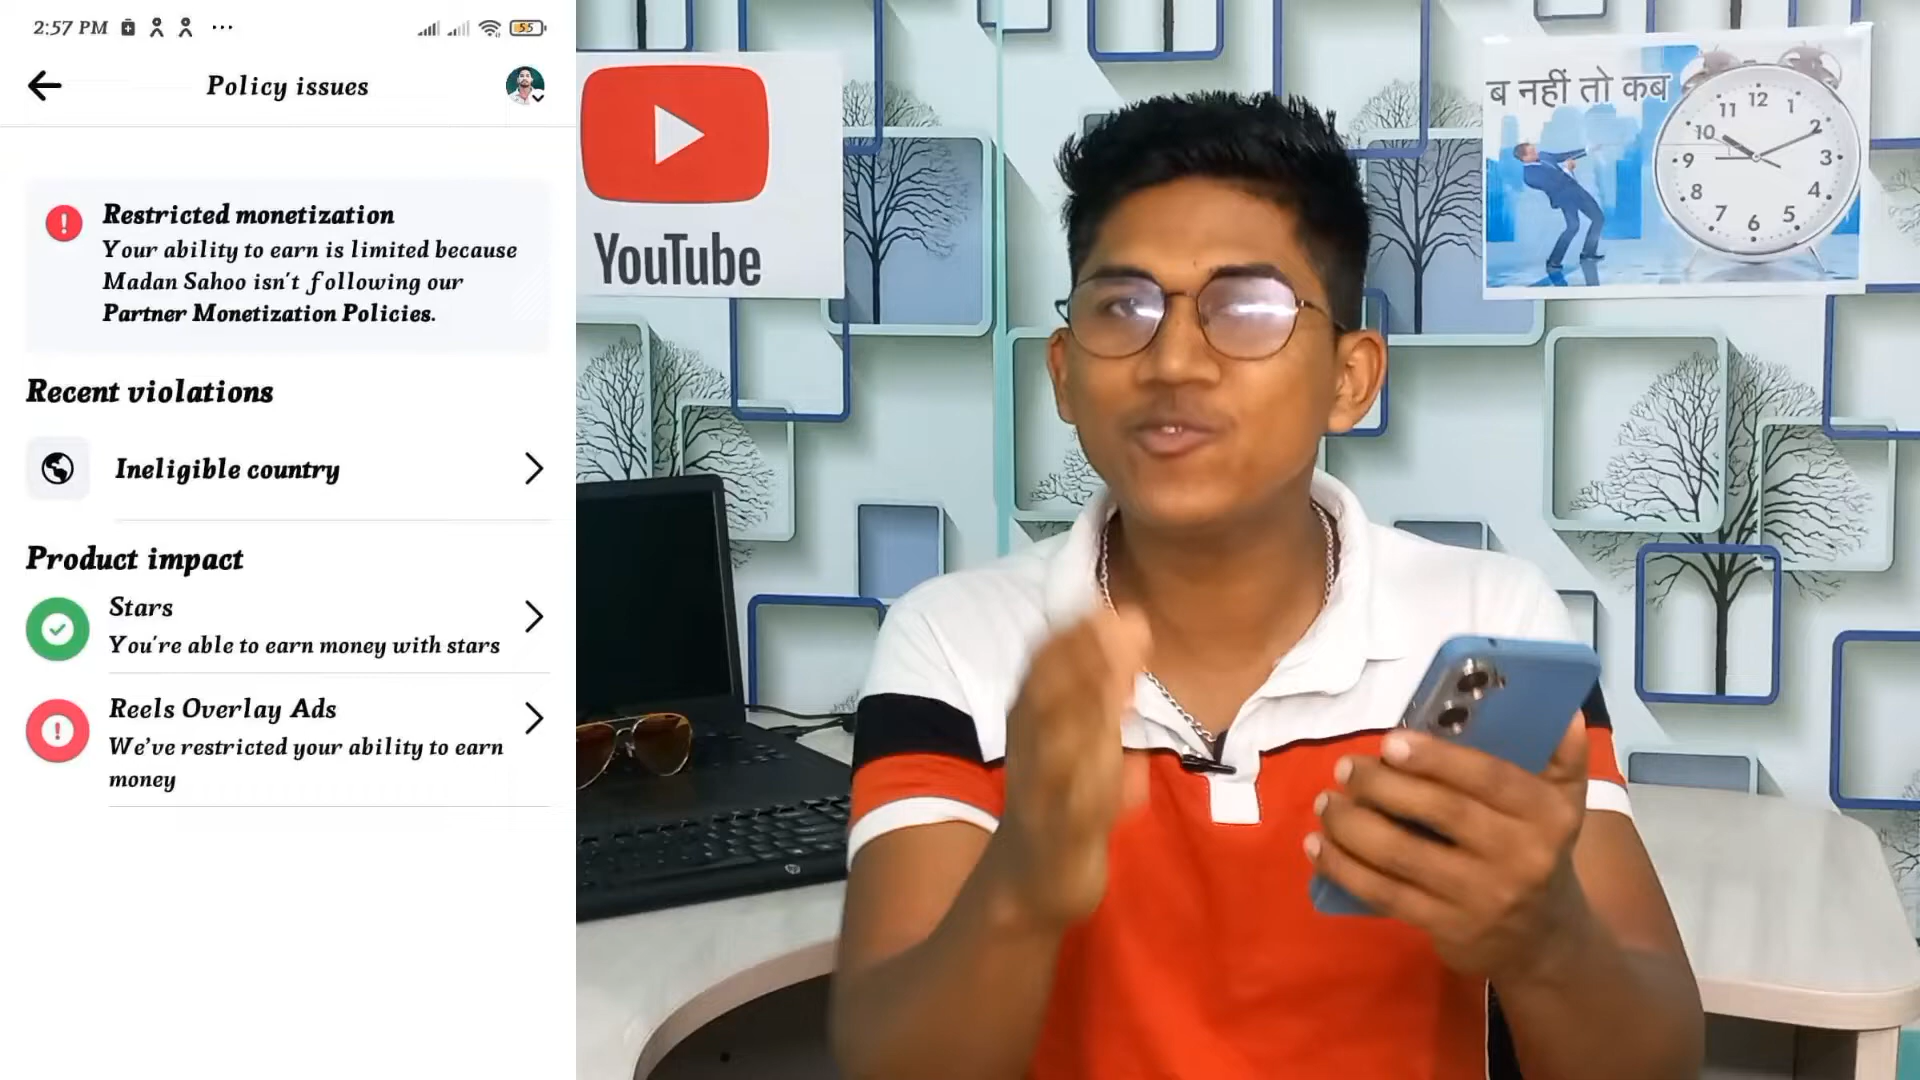 2:57 PM
55
Policy issues
Restricted monetization
Your ability to earn is limited because
Madan Sahoo isn't following our
Partner Monetization Policies.
Recent violations
Ineligible country
Product impact
Stars
You're able to earn money with stars
Reels Overlay Ads
We've restricted your ability to earn
money
YouTube
ब नहीं तो कब
12
1
2
3
4
5
6
7
8
9
10
11
hp